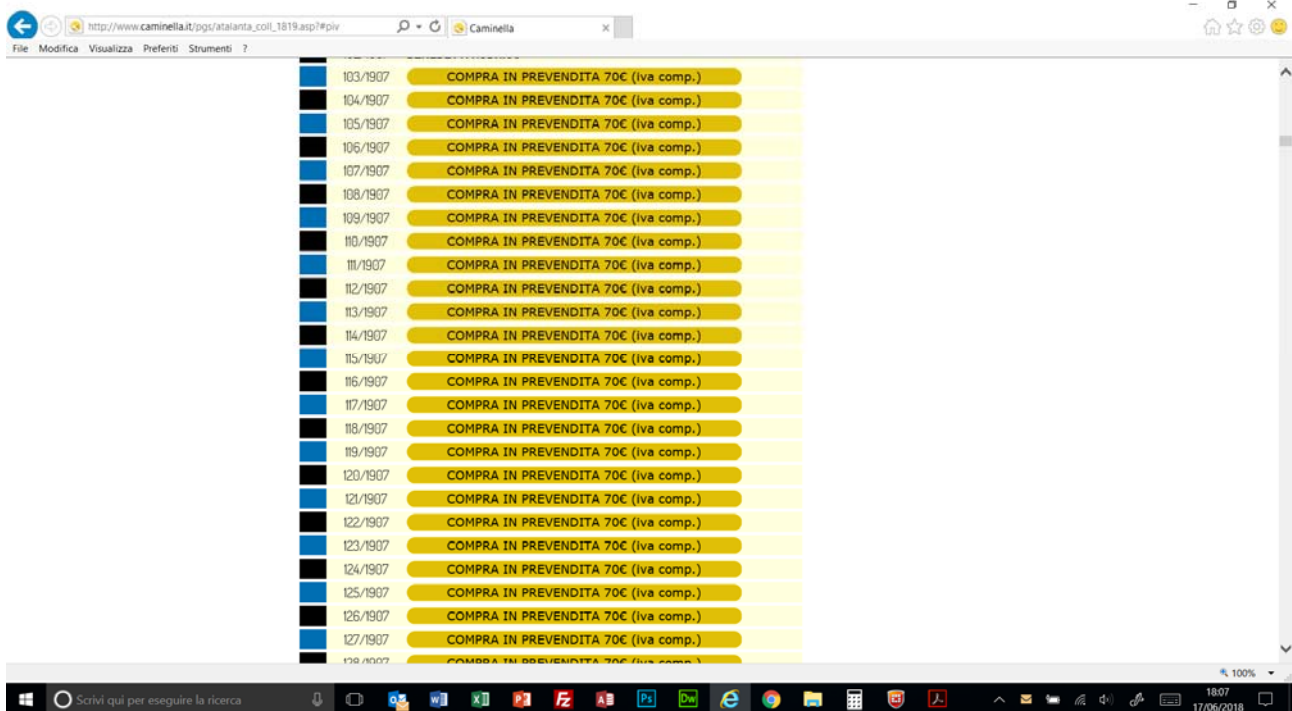 http://www.caminella.it/pgs/atalanta_coll_1819.asp?#piv
Caminella
File Modifica Visualizza Preferiti Strumenti ?
103/1907 COMPRA IN PREVENDITA 70€ (iva comp.)
104/1907 COMPRA IN PREVENDITA 70€ (iva comp.)
105/1907 COMPRA IN PREVENDITA 70€ (iva comp.)
106/1907 COMPRA IN PREVENDITA 70€ (iva comp.)
107/1907 COMPRA IN PREVENDITA 70€ (iva comp.)
108/1907 COMPRA IN PREVENDITA 70€ (iva comp.)
109/1907 COMPRA IN PREVENDITA 70€ (iva comp.)
110/1907 COMPRA IN PREVENDITA 70€ (iva comp.)
111/1907 COMPRA IN PREVENDITA 70€ (iva comp.)
112/1907 COMPRA IN PREVENDITA 70€ (iva comp.)
113/1907 COMPRA IN PREVENDITA 70€ (iva comp.)
114/1907 COMPRA IN PREVENDITA 70€ (iva comp.)
115/1907 COMPRA IN PREVENDITA 70€ (iva comp.)
116/1907 COMPRA IN PREVENDITA 70€ (iva comp.)
117/1907 COMPRA IN PREVENDITA 70€ (iva comp.)
118/1907 COMPRA IN PREVENDITA 70€ (iva comp.)
119/1907 COMPRA IN PREVENDITA 70€ (iva comp.)
120/1907 COMPRA IN PREVENDITA 70€ (iva comp.)
121/1907 COMPRA IN PREVENDITA 70€ (iva comp.)
122/1907 COMPRA IN PREVENDITA 70€ (iva comp.)
123/1907 COMPRA IN PREVENDITA 70€ (iva comp.)
124/1907 COMPRA IN PREVENDITA 70€ (iva comp.)
125/1907 COMPRA IN PREVENDITA 70€ (iva comp.)
126/1907 COMPRA IN PREVENDITA 70€ (iva comp.)
127/1907 COMPRA IN PREVENDITA 70€ (iva comp.)
128/1907 COMPRA IN PREVENDITA 70€ (iva comp.)
100%
Scrivi qui per eseguire la ricerca
Ps
Dw
18:07
17/06/2018